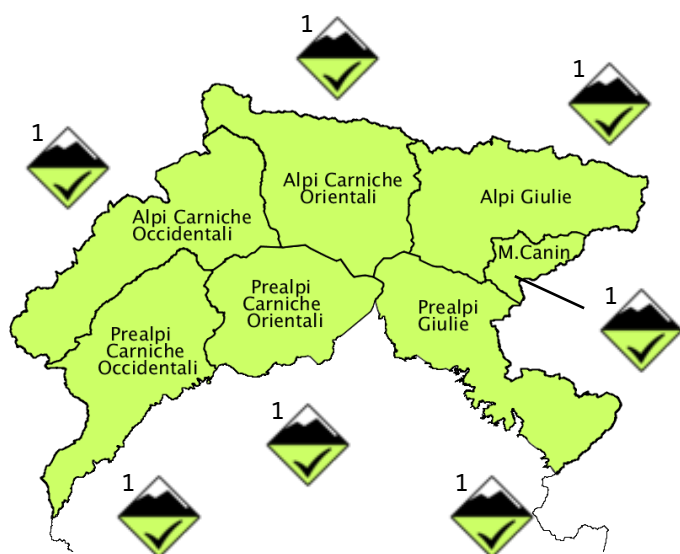 1
1
1
Alpi Carniche
Orientali
Alpi Giulie
Alpi Carniche
Occidentali
M.Canin
Prealpi
Carniche
Orientali
Prealpi
Giulie
1
Prealpi
Carniche
Occidentali
1
1
1